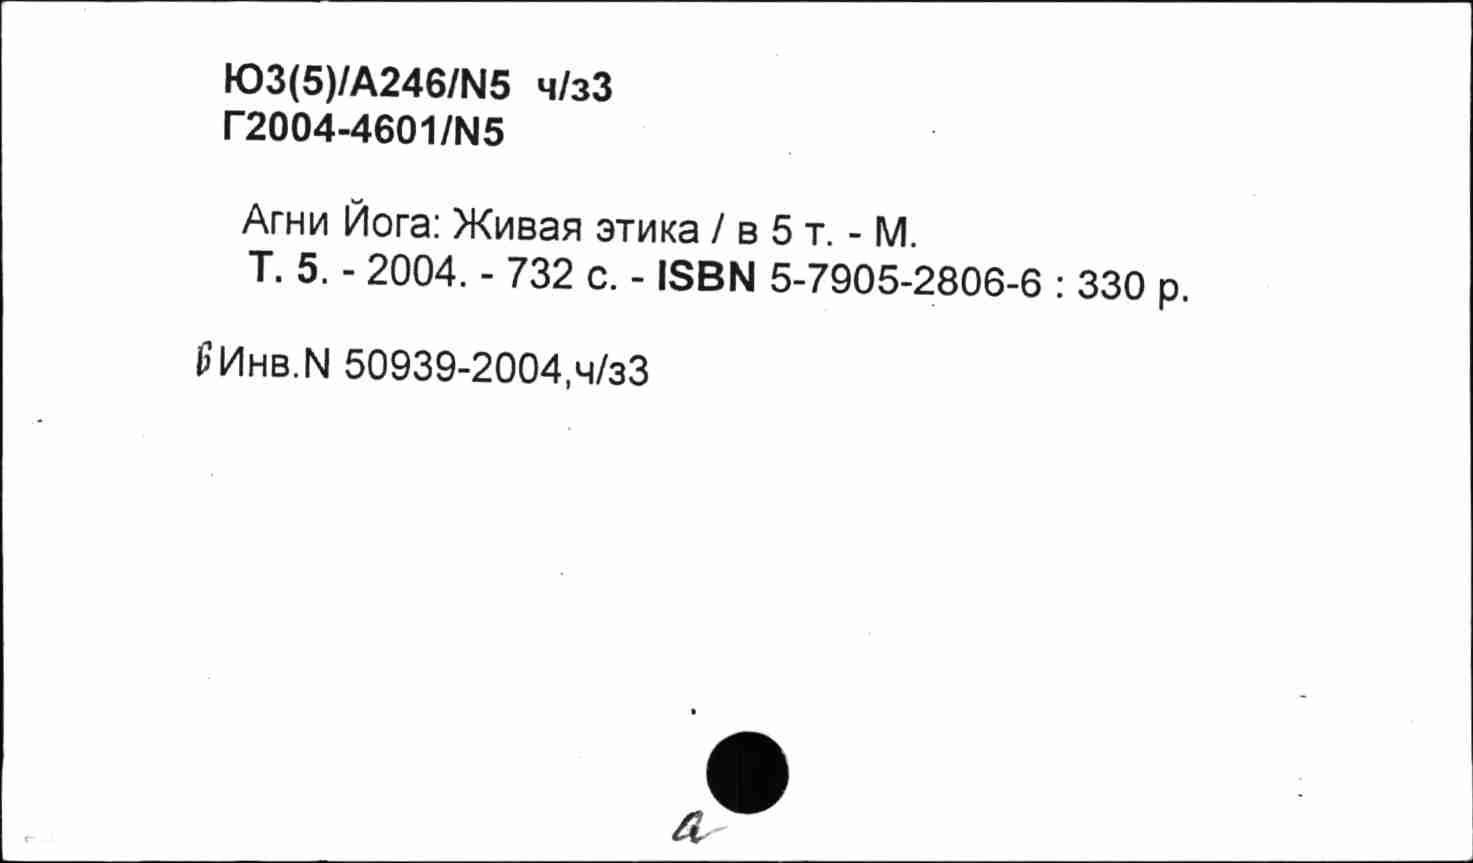 Ю3(5)/А246/N5 ч/з3
Г2004-4601/N5
Агни Йога: Живая этика / в 5 т. - М.
Т. 5. - 2004. - 732 с. - ISBN 5-7905-2806-6 : 330 р.
Инв.N 50939-2004,ч/з3
а